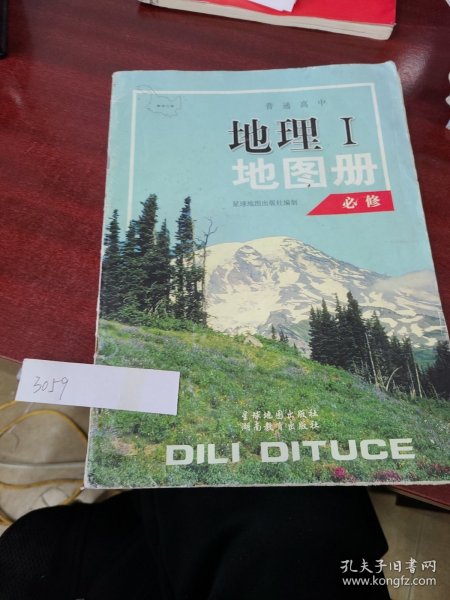 普通高中
地理 I
地图册
星球地图出版社编制
必修
3059
星球地图出版社
湖南教育出版社
DILI DITUCE
孔夫子旧书网
www.kongfz.com